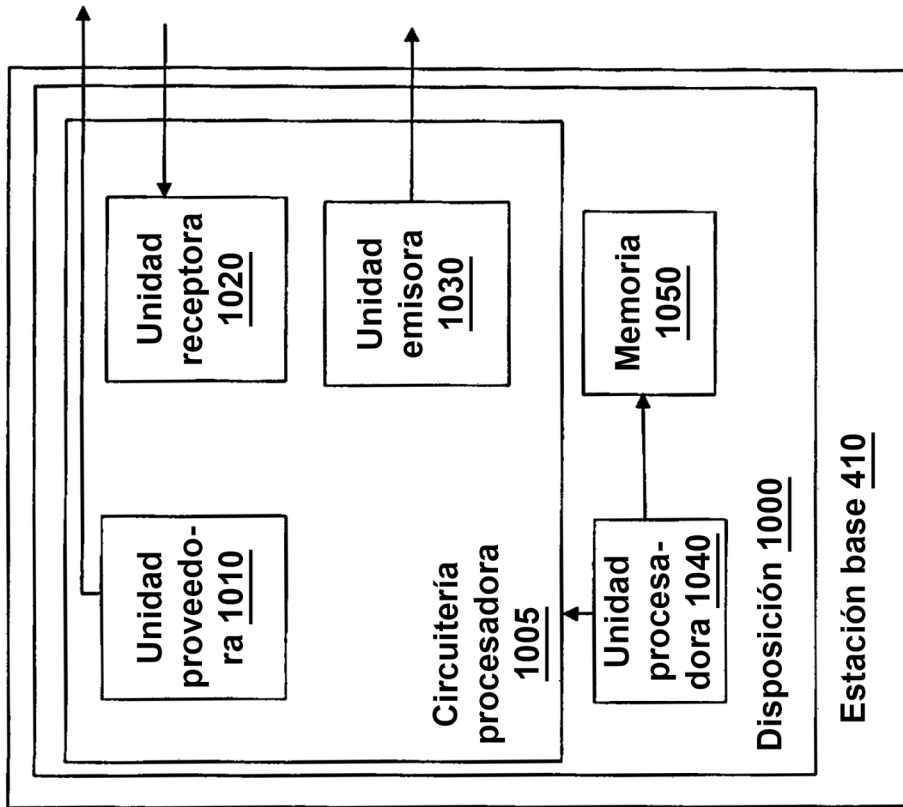 Unidad
proveedo-
ra 1010
Unidad
receptora
1020
Unidad
emisora
1030
Circuitería
procesadora
1005
Unidad
procesa-
dora 1040
Memoria
1050
Disposición 1000
Estación base 410